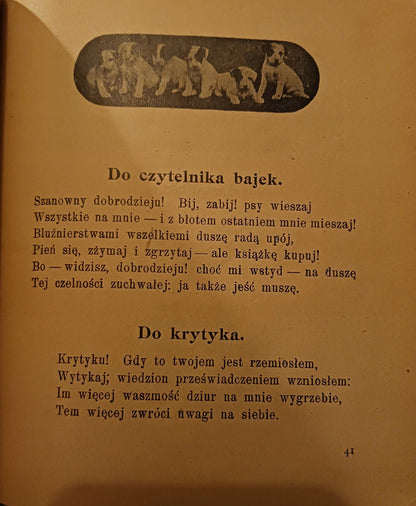 Do czytelnika bajek.
Szanowny dobrodzieju! Bij, zabij! psy wieszaj
Wszystkie na mnie — i z błotem ostatniem mnie mieszaj!
Bluźnierstwami wszelkiemi duszę radą upój,
Pień się, zżymaj i zgrzytaj — ale książkę kupuj!
Bo — widzisz, dobrodzieju! choć mi wstyd — na duszę
Tej czelności zuchwałej: ja także jeść muszę.
Do krytyka.
Krytyku! Gdy to twojem jest rzemiosłem,
Wytykaj; wiedzion przeświadczeniem wzniosłem:
Im więcej waszmość dziur na mnie wygrzebie,
Tem więcej zwróci uwagi na siebie.
41